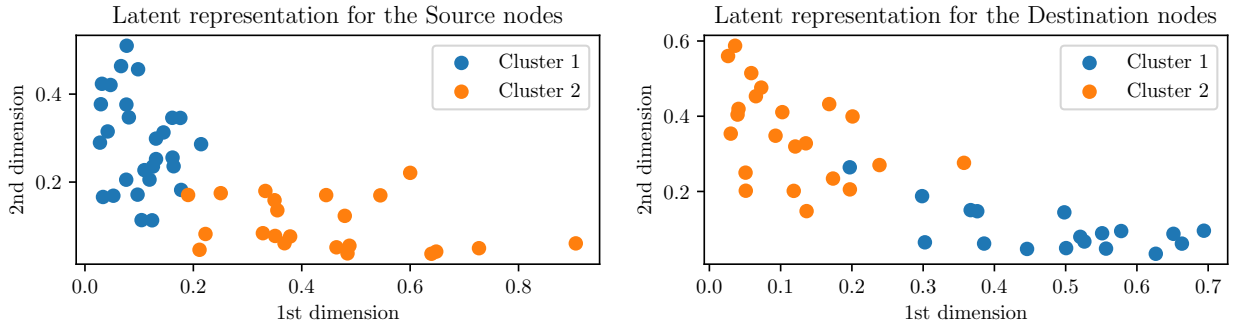 Latent representation for the Source nodes
Cluster 1
Cluster 2
2nd dimension
0.4
0.2
0.0 0.2 0.4 0.6 0.8
1st dimension
Latent representation for the Destination nodes
Cluster 1
Cluster 2
2nd dimension
0.6
0.4
0.2
0.0 0.1 0.2 0.3 0.4 0.5 0.6 0.7
1st dimension